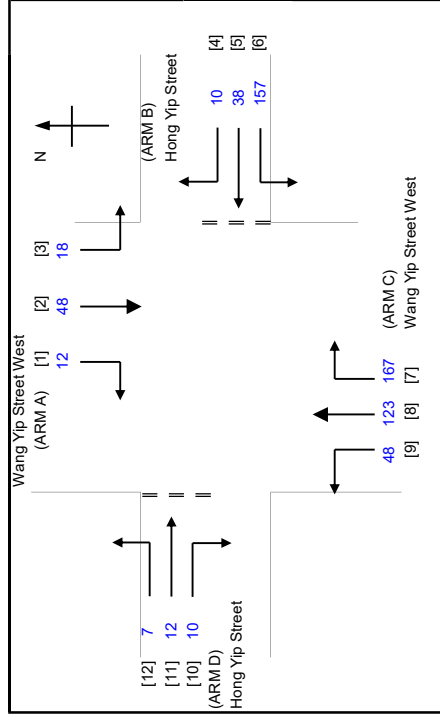 Wang Yip Street West
(ARM A)
[1] [2] [3]
12 48 18
N
(ARM B)
Hong Yip Street
10 [4]
38 [5]
157 [6]
[12] 7
[11] 12
[10] 10
(ARM D)
Hong Yip Street
48 123 167
[9] [8] [7]
(ARM C)
Wang Yip Street West